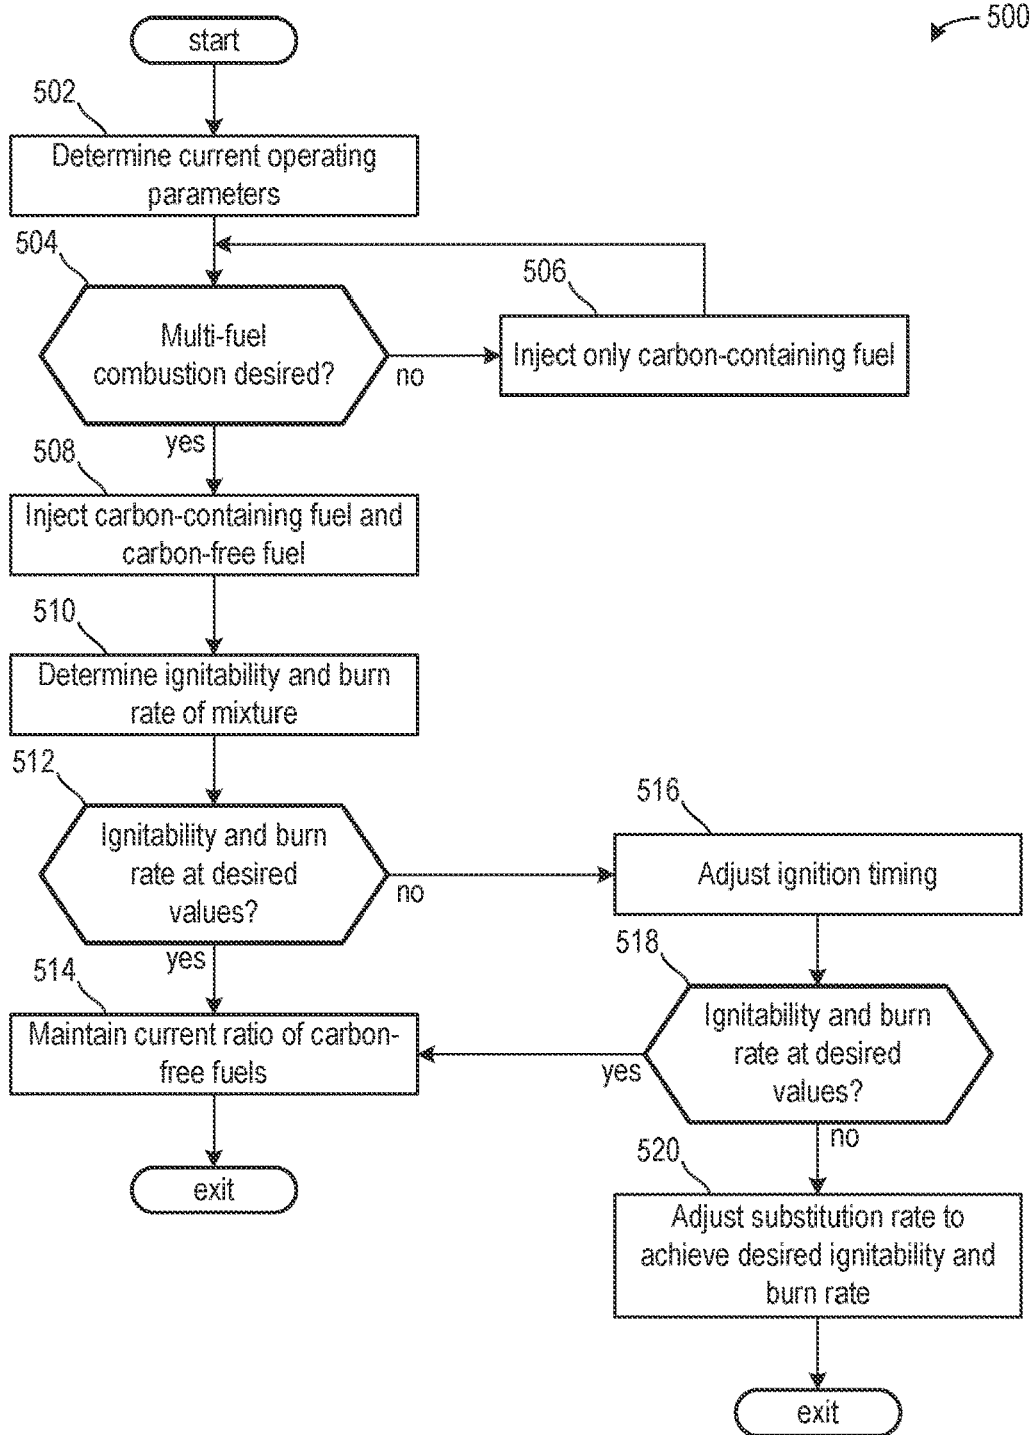 500
start
502
Determine current operating
parameters
504
Multi-fuel
combustion desired?
no
yes
506
Inject only carbon-containing fuel
508
Inject carbon-containing fuel and
carbon-free fuel
510
Determine ignitability and burn
rate of mixture
512
Ignitability and burn
rate at desired
values?
no
yes
516
Adjust ignition timing
514
Maintain current ratio of carbon-
free fuels
518
Ignitability and burn
rate at desired
values?
yes
no
exit
520
Adjust substitution rate to
achieve desired ignitability and
burn rate
exit